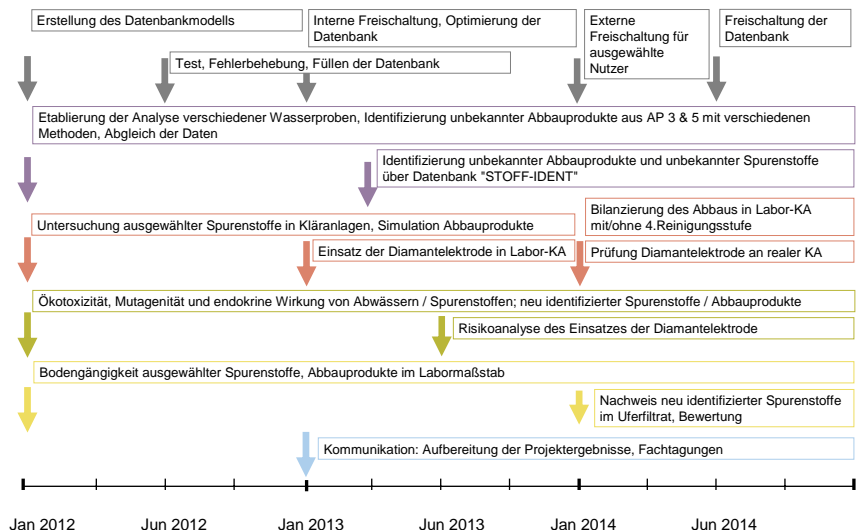 Erstellung des Datenbankmodells
Interne Freischaltung, Optimierung der
Datenbank
Externe
Freischaltung für
ausgewählte
Nutzer
Freischaltung der
Datenbank
Test, Fehlerbehebung, Füllen der Datenbank
Etablierung der Analyse verschiedener Wasserproben, Identifizierung unbekannter Abbauprodukte aus AP 3 & 5 mit verschiedenen
Methoden, Abgleich der Daten
Identifizierung unbekannter Abbauprodukte und unbekannter Spurenstoffe
über Datenbank "STOFF-IDENT"
Untersuchung ausgewählter Spurenstoffe in Kläranlagen, Simulation Abbauprodukte
Bilanzierung des Abbaus in Labor-KA
mit/ohne 4.Reinigungsstufe
Einsatz der Diamantelektrode in Labor-KA
Prüfung Diamantelektrode an realer KA
Ökotoxizität, Mutagenität und endokrine Wirkung von Abwässern / Spurenstoffen; neu identifizierter Spurenstoffe / Abbauprodukte
Risikoanalyse des Einsatzes der Diamantelektrode
Bodengängigkeit ausgewählter Spurenstoffe, Abbauprodukte im Labormaßstab
Nachweis neu identifizierter Spurenstoffe
im Uferfiltrat, Bewertung
Kommunikation: Aufbereitung der Projektergebnisse, Fachtagungen
Jan 2012 Jun 2012 Jan 2013 Jun 2013 Jan 2014 Jun 2014